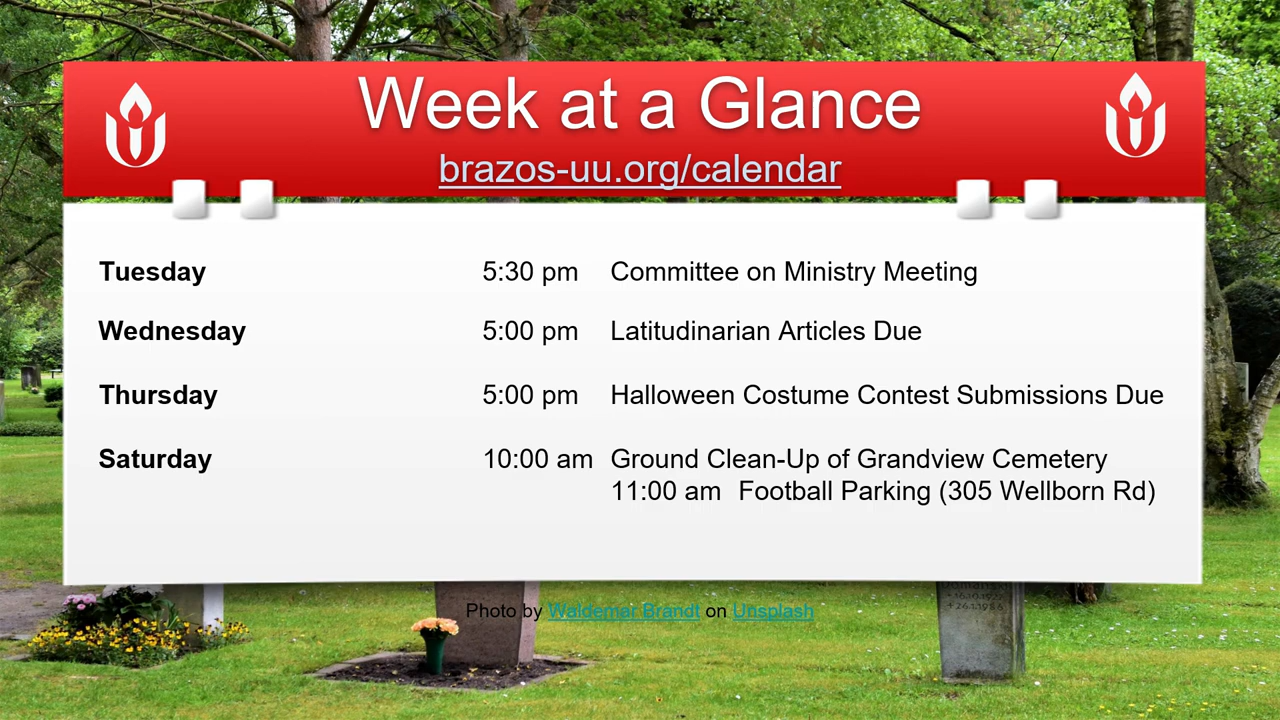 Week at a Glance
brazos-uu.org/calendar
Tuesday 5:30 pm Committee on Ministry Meeting
Wednesday 5:00 pm Latitudinarian Articles Due
Thursday 5:00 pm Halloween Costume Contest Submissions Due
Saturday 10:00 am Ground Clean-Up of Grandview Cemetery
11:00 am Football Parking (305 Wellborn Rd)
Photo by Waldemar Brandt on Unsplash